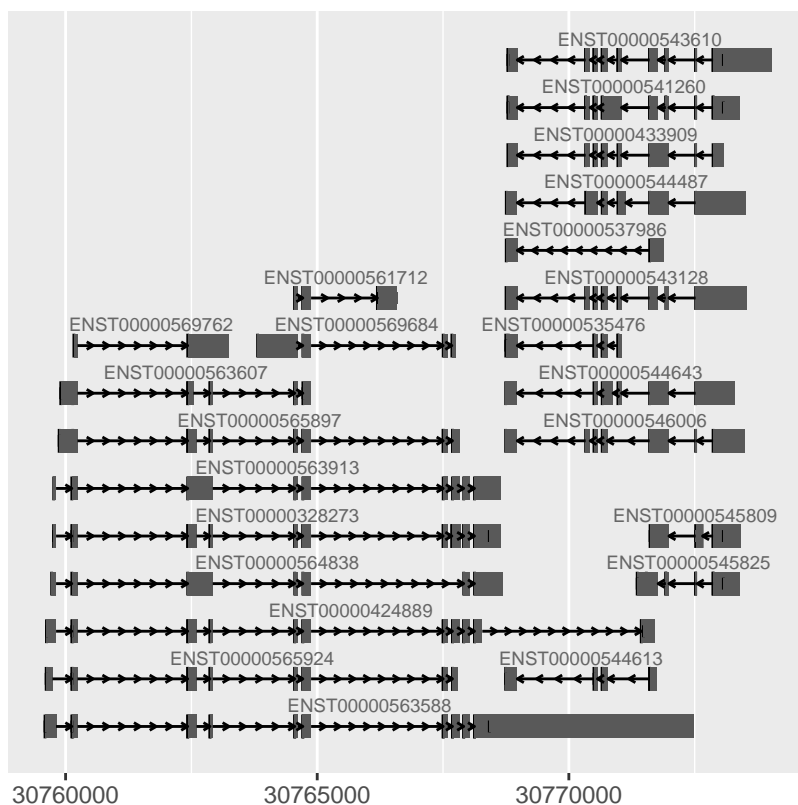 ENST00000543610
ENST00000541260
ENST00000433909
ENST00000544487
ENST00000537986
ENST00000561712 ENST00000543128
ENST00000569762 ENST00000569684 ENST00000535476
ENST00000563607 ENST00000544643
ENST00000565897 ENST00000546006
ENST00000563913
ENST00000328273 ENST00000545809
ENST00000564838 ENST00000545825
ENST00000424889
ENST00000565924 ENST00000544613
ENST00000563588
30760000 30765000 30770000